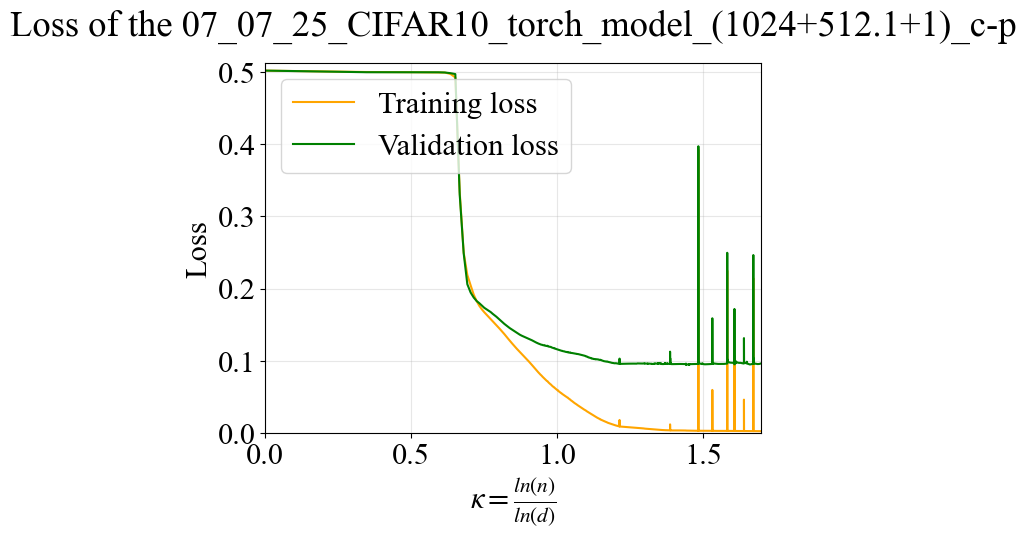 Loss of the 07_07_25_CIFAR10_torch_model_(1024+512.1+1)_c-p
0.5
Training loss
0.4
Validation loss
0.3
Loss
0.2
0.1
0.0
0.0 0.5 1.0 1.5
κ = ln(n) / ln(d)